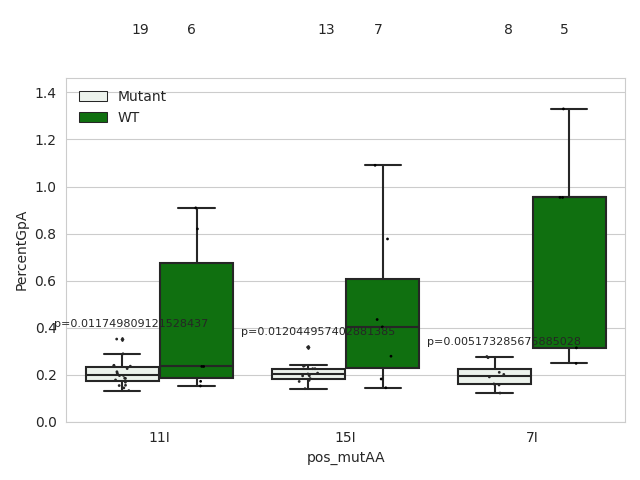 19 6 13 7 8 5
Mutant
WT
1.4
1.2
1.0
0.8
0.6
0.4
0.2
0.0
PercentGpA
p=0.011749809121528437
p=0.012044957402881385
p=0.005173285675885028
11I 15I 7I
pos_mutAA